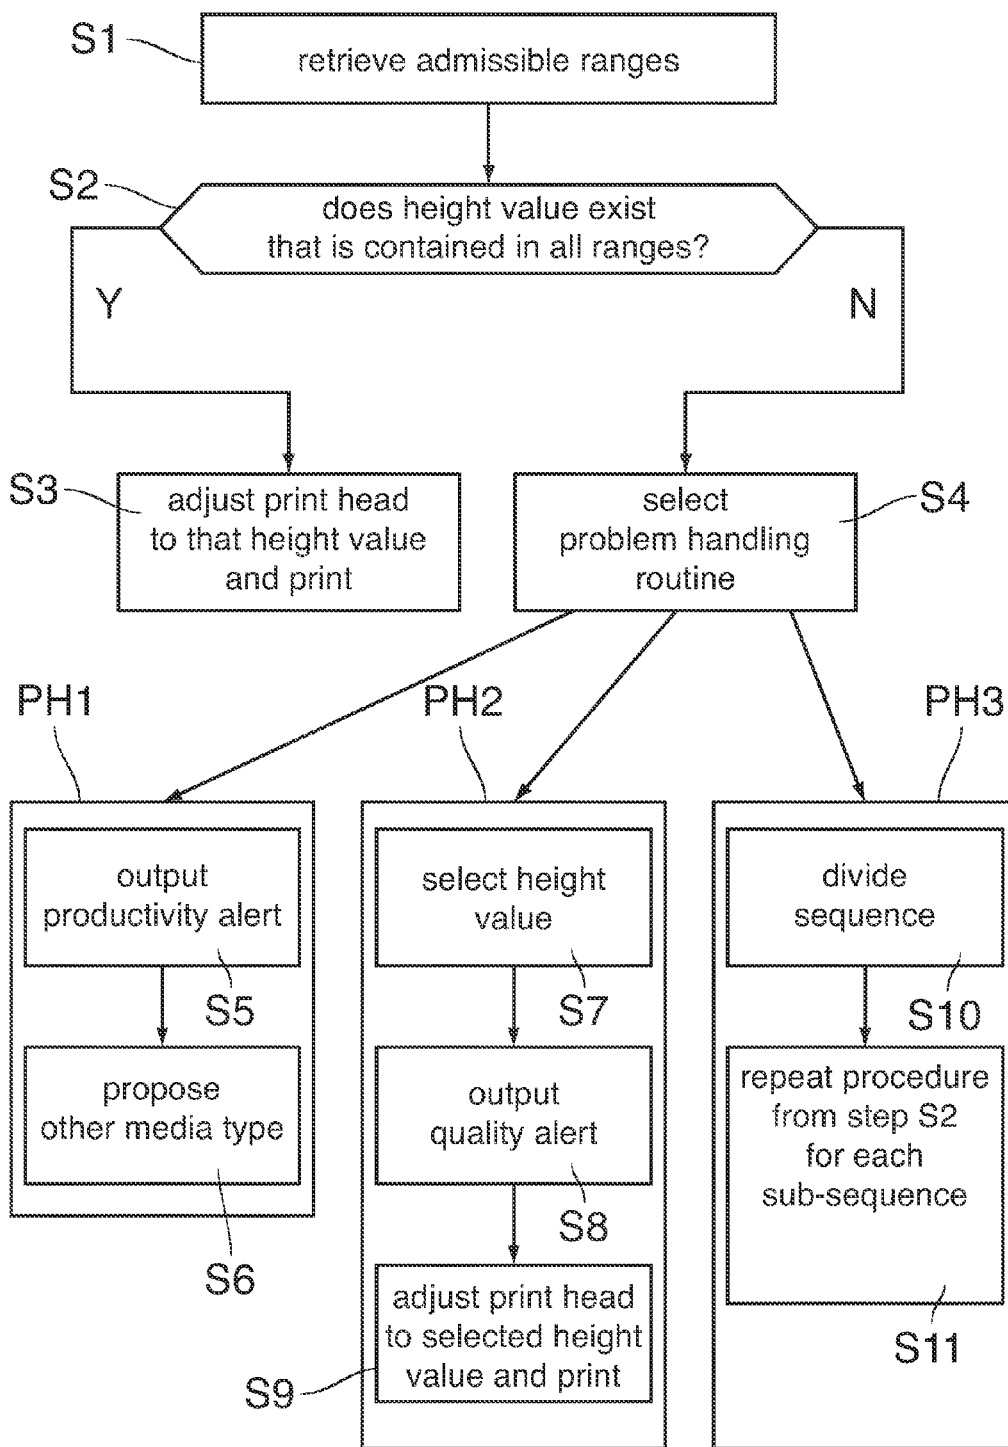 S1
retrieve admissible ranges
S2
does height value exist
that is contained in all ranges?
Y
N
S3
adjust print head
to that height value
and print
S4
select
problem handling
routine
PH1
PH2
PH3
output
productivity alert
S5
propose
other media type
S6
select height
value
S7
output
quality alert
S8
adjust print head
to selected height
value and print
S9
divide
sequence
S10
repeat procedure
from step S2
for each
sub-sequence
S11